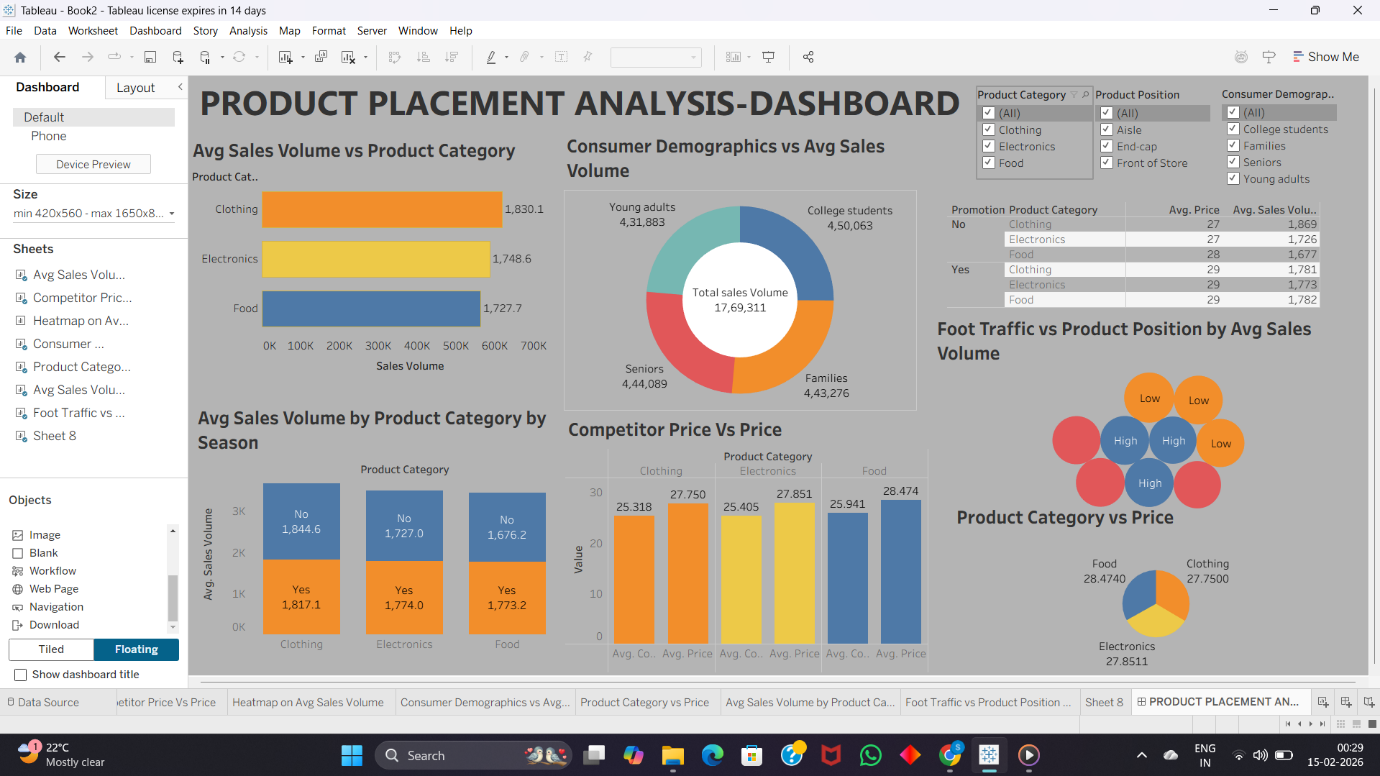 Tableau - Book2 - Tableau license expires in 14 days
File Data Worksheet Dashboard Story Analysis Map Format Server Window Help
Show Me
Dashboard Layout
Default
Phone
Device Preview
Size
min 420x560 - max 1650x8...
Sheets
Avg Sales Volu...
Competitor Pric...
Heatmap on Av...
Consumer ...
Product Catego...
Avg Sales Volu...
Foot Traffic vs ...
Sheet 8
Objects
Image
Blank
Workflow
Web Page
Navigation
Download
Tiled Floating
Show dashboard title
PRODUCT PLACEMENT ANALYSIS-DASHBOARD
Product Category
(All)
Clothing
Electronics
Food
Product Position
(All)
Aisle
End-cap
Front of Store
Consumer Demograp..
(All)
College students
Families
Seniors
Young adults
Avg Sales Volume vs Product Category
Product Cat..
Clothing 1,830.1
Electronics 1,748.6
Food 1,727.7
0K 100K 200K 300K 400K 500K 600K 700K
Sales Volume
Consumer Demographics vs Avg Sales
Volume
Young adults
4,31,883
College students
4,50,063
Total sales Volume
17,69,311
Seniors
4,44,089
Families
4,43,276
Promotion Product Category Avg. Price Avg. Sales Volu..
No Clothing 27 1,869
Electronics 27 1,726
Food 28 1,677
Yes Clothing 29 1,781
Electronics 29 1,773
Food 29 1,782
Foot Traffic vs Product Position by Avg Sales
Volume
Low Low
High High Low
High
Avg Sales Volume by Product Category by
Season
Product Category
Avg. Sales Volume
3K
2K
1K
0K
No
1,844.6
No
1,727.0
No
1,676.2
Yes
1,817.1
Yes
1,774.0
Yes
1,773.2
Clothing Electronics Food
Competitor Price Vs Price
Product Category
Clothing Electronics Food
Value
30
20
10
0
25.318 27.750 25.405 27.851 25.941 28.474
Avg. Co.. Avg. Price Avg. Co.. Avg. Price Avg. Co.. Avg. Price
Product Category vs Price
Food
28.4740
Clothing
27.7500
Electronics
27.8511
Data Source etitor Price Vs Price Heatmap on Avg Sales Volume Consumer Demographics vs Avg... Product Category vs Price Avg Sales Volume by Product Ca... Foot Traffic vs Product Position ... Sheet 8 PRODUCT PLACEMENT AN...
1
22°C
Mostly clear
Search
S
ENG
IN
00:29
15-02-2026